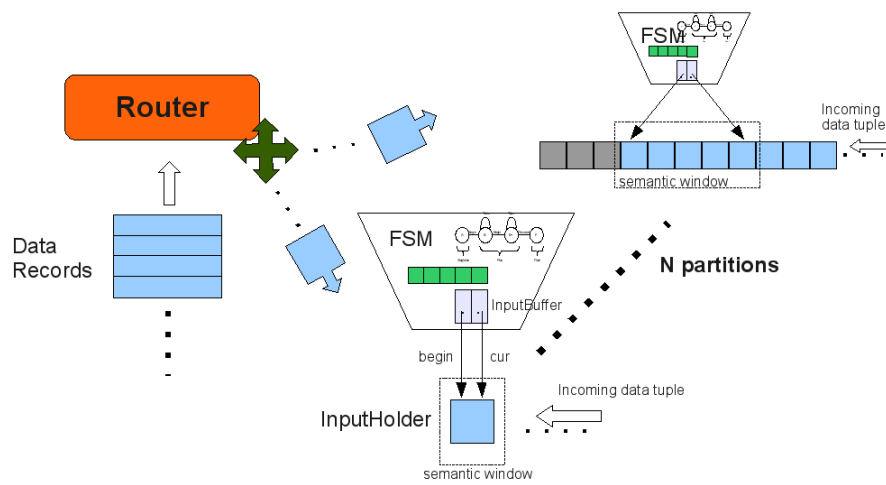 FSM
Router
Incoming
data tuple
semantic window
Data
Records
FSM
N partitions
InputBuffer
begin
cur
Incoming data tuple
InputHolder
semantic window